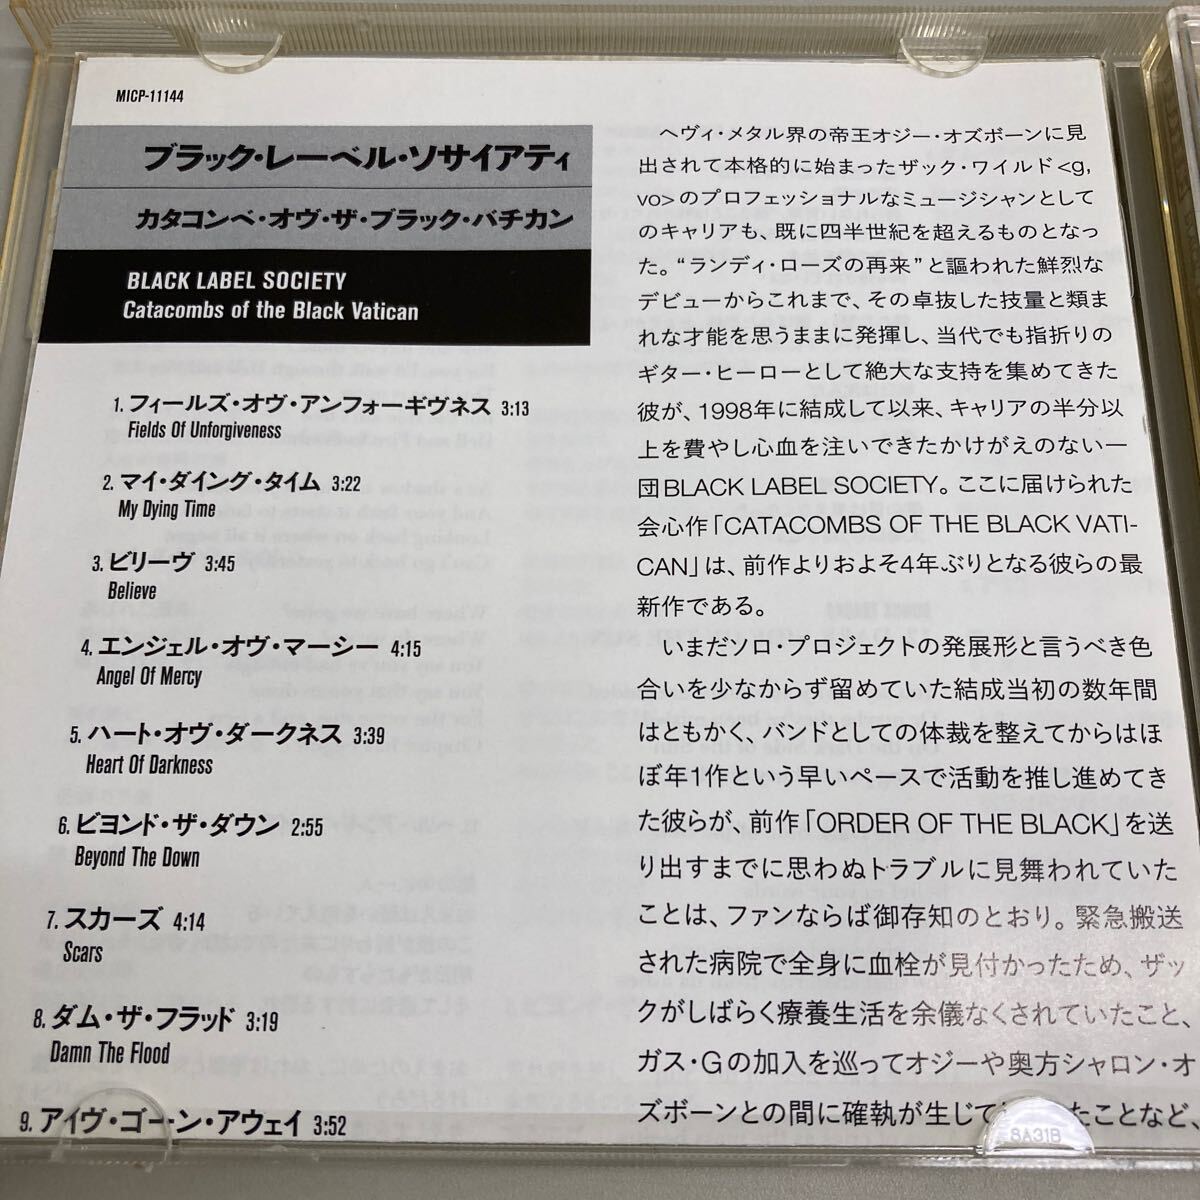 MICP-11144
ブラック・レーベル・ソサイアティ
カタコンベ・オヴ・ザ・ブラック・バチカン
BLACK LABEL SOCIETY
Catacombs of the Black Vatican
1. フィールズ・オヴ・アンフォーギヴネス 3:13
Fields Of Unforgiveness
2. マイ・ダイング・タイム 3:22
My Dying Time
3. ビリーヴ 3:45
Believe
4. エンジェル・オヴ・マーシー 4:15
Angel Of Mercy
5. ハート・オヴ・ダークネス 3:39
Heart Of Darkness
6. ビヨンド・ザ・ダウン 2:55
Beyond The Down
7. スカーズ 4:14
Scars
8. ダム・ザ・フラッド 3:19
Damn The Flood
9. アイヴ・ゴーン・アウェイ 3:52
ヘヴィ・メタル界の帝王オジー・オズボーンに見
出されて本格的に始まったザック・ワイルド<g,
vo>のプロフェッショナルなミュージシャンとして
のキャリアも、既に四半世紀を超えるものとなっ
た。“ランディ・ローズの再来”と謳われた鮮烈な
デビューからこれまで、その卓抜した技量と類ま
れな才能を思うままに発揮し、当代でも指折りの
ギター・ヒーローとして絶大な支持を集めてきた
彼が、1998年に結成して以来、キャリアの半分以
上を費やし心血を注いできたかけがえのない一
団BLACK LABEL SOCIETY。ここに届けられた
会心作「CATACOMBS OF THE BLACK VATI-
CAN」は、前作よりおよそ4年ぶりとなる彼らの最
新作である。
いまだソロ・プロジェクトの発展形と言うべき色
合いを少なからず留めていた結成当初の数年間
はともかく、バンドとしての体裁を整えてからはほ
ぼ年1作という早いペースで活動を推し進めてき
た彼らが、前作「ORDER OF THE BLACK」を送
り出すまでに思わぬトラブルに見舞われていた
ことは、ファンならば御存知のとおり。緊急搬送
された病院で全身に血栓が見付かったため、ザッ
クがしばらく療養生活を余儀なくされていたこと、
ガス・Gの加入を巡ってオジーや奥方シャロン・オ
ズボーンとの間に確執が生じて たことなど、
8A31B